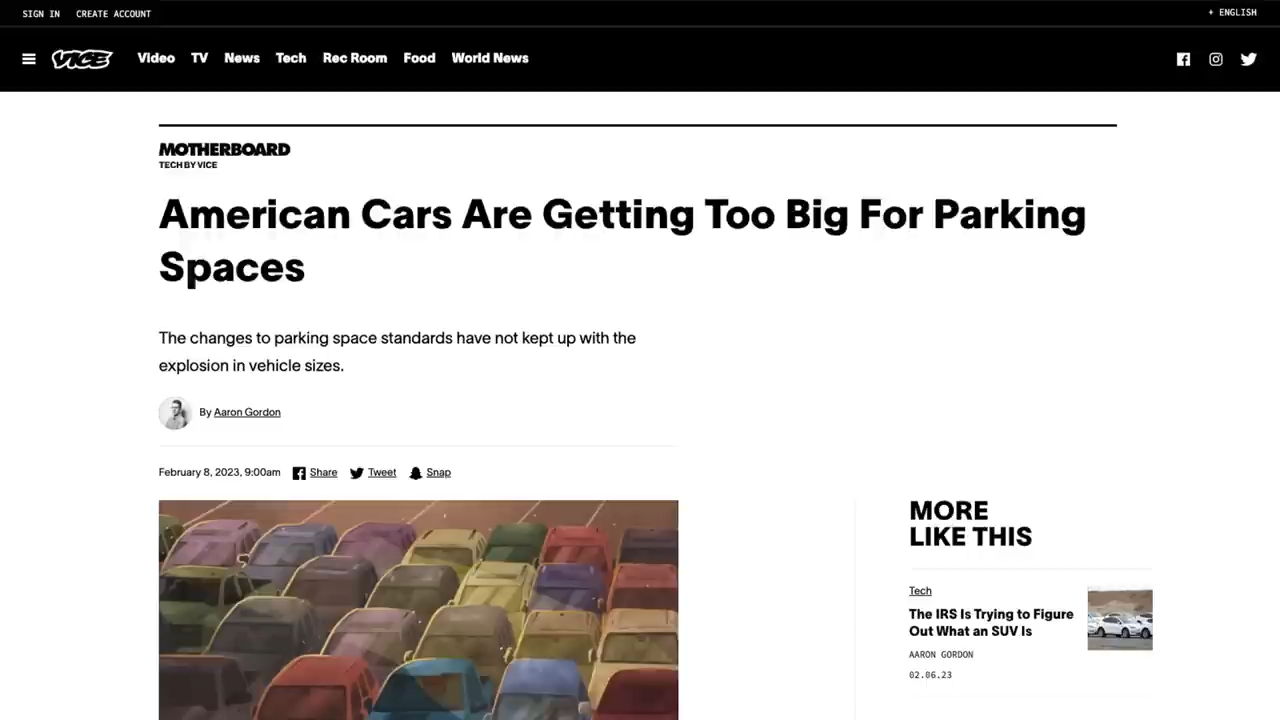 SIGN IN CREATE ACCOUNT
+ ENGLISH
VICE
Video TV News Tech Rec Room Food World News
MOTHERBOARD
TECH BY VICE
American Cars Are Getting Too Big For Parking
Spaces
The changes to parking space standards have not kept up with the
explosion in vehicle sizes.
By Aaron Gordon
February 8, 2023, 9:00am Share Tweet Snap
MORE
LIKE THIS
Tech
The IRS Is Trying to Figure
Out What an SUV Is
AARON GORDON
02.06.23